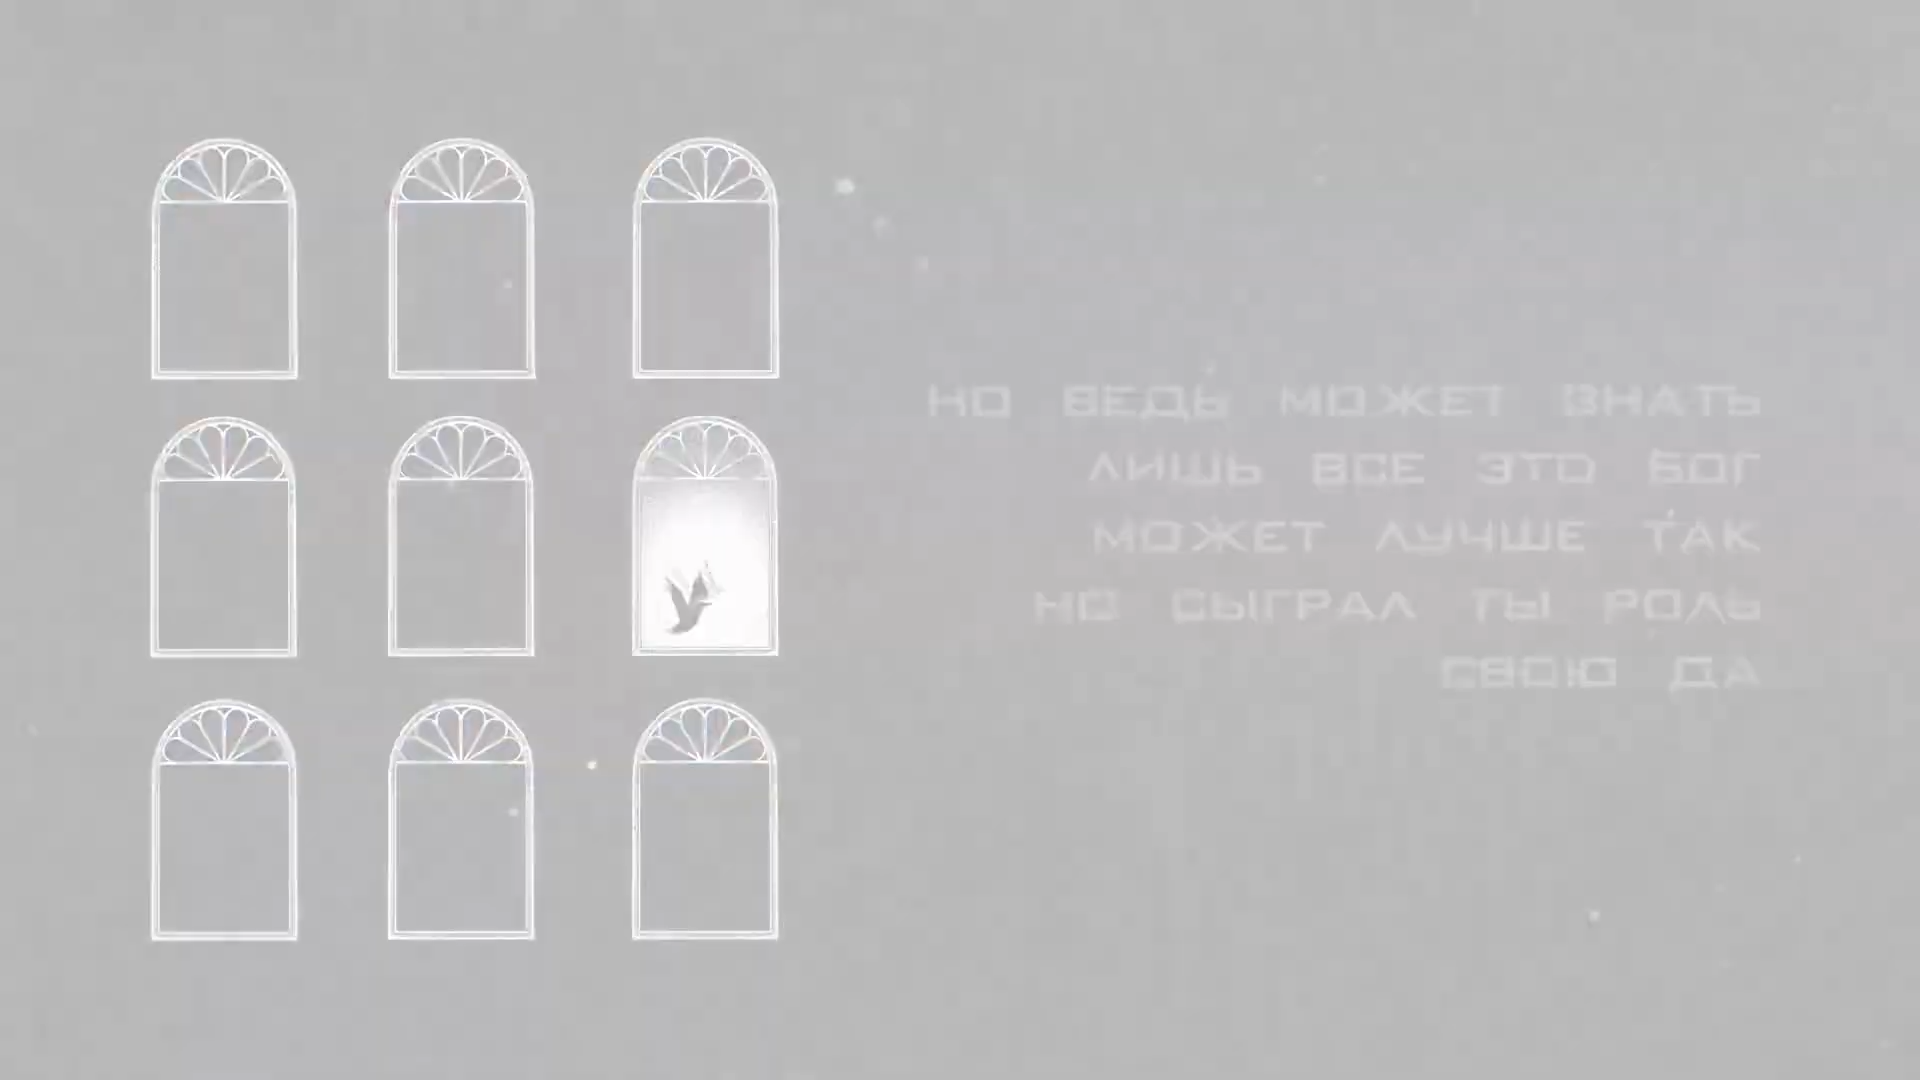 НО ВЕДЬ МОЖЕТ ЗНАТЬ
ЛИШЬ ВСЕ ЭТО БОГ
МОЖЕТ ЛУЧШЕ ТАК
НО СЫГРАЛ ТЫ РОЛЬ
СВОЮ ДА